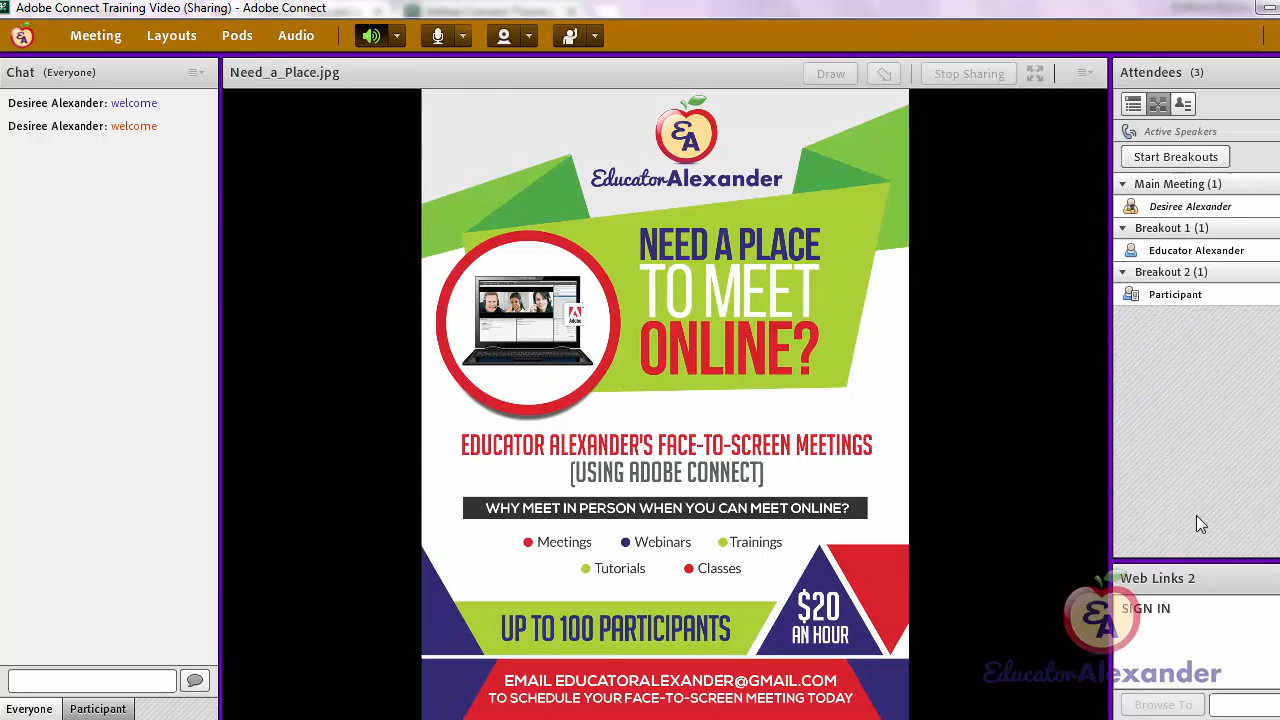 Desiree Alexander Training Video (Sharing) - Adobe Connect
Meeting
Layouts
Pods
Audio
Chat (Everyone)
Desiree Alexander: welcome
Desiree Alexander: welcome
Everyone
Participant
Need_a_Place.jpg
Draw
Stop Sharing
EA
EducatorAlexander
NEED A PLACE
TO MEET
ONLINE?
Adobe
EDUCATOR ALEXANDER'S FACE-TO-SCREEN MEETINGS
(USING ADOBE CONNECT)
WHY MEET IN PERSON WHEN YOU CAN MEET ONLINE?
Meetings Webinars Trainings
Tutorials Classes
UP TO 100 PARTICIPANTS
$20
AN HOUR
EMAIL EDUCATORALEXANDER@GMAIL.COM
TO SCHEDULE YOUR FACE-TO-SCREEN MEETING TODAY
Attendees (3)
Active Speakers
Start Breakouts
Main Meeting (1)
Desiree Alexander
Breakout 1 (1)
Educator Alexander
Breakout 2 (1)
Participant
Web Links 2
SIGN IN
EA
EducatorAlexander
Browse To